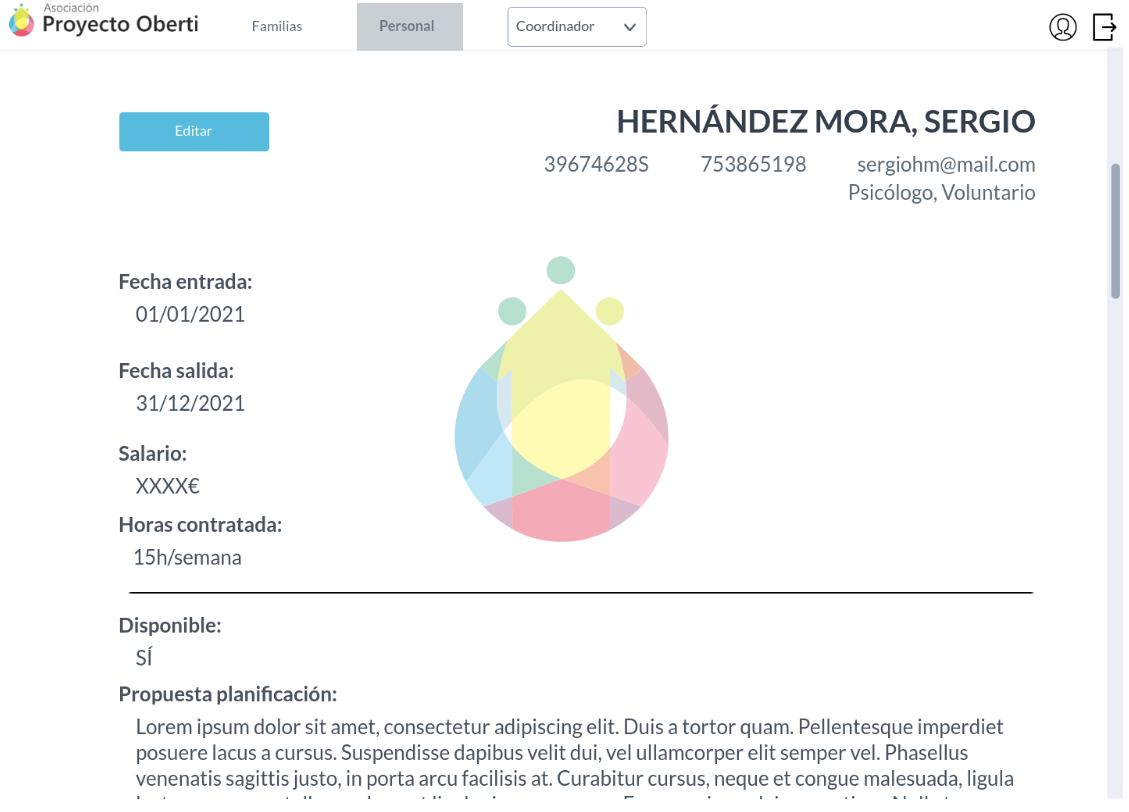 Asociación
Proyecto Oberti
Familias
Personal
Coordinador
Editar
HERNÁNDEZ MORA, SERGIO
39674628S 753865198 sergiohm@mail.com
Psicólogo, Voluntario
Fecha entrada:
01/01/2021
Fecha salida:
31/12/2021
Salario:
XXXX€
Horas contratada:
15h/semana
Disponible:
SÍ
Propuesta planificación:
Lorem ipsum dolor sit amet, consectetur adipiscing elit. Duis a tortor quam. Pellentesque imperdiet
posuere lacus a cursus. Suspendisse dapibus velit dui, vel ullamcorper elit semper vel. Phasellus
venenatis sagittis justo, in porta arcu facilisis at. Curabitur cursus, neque et congue malesuada, ligula